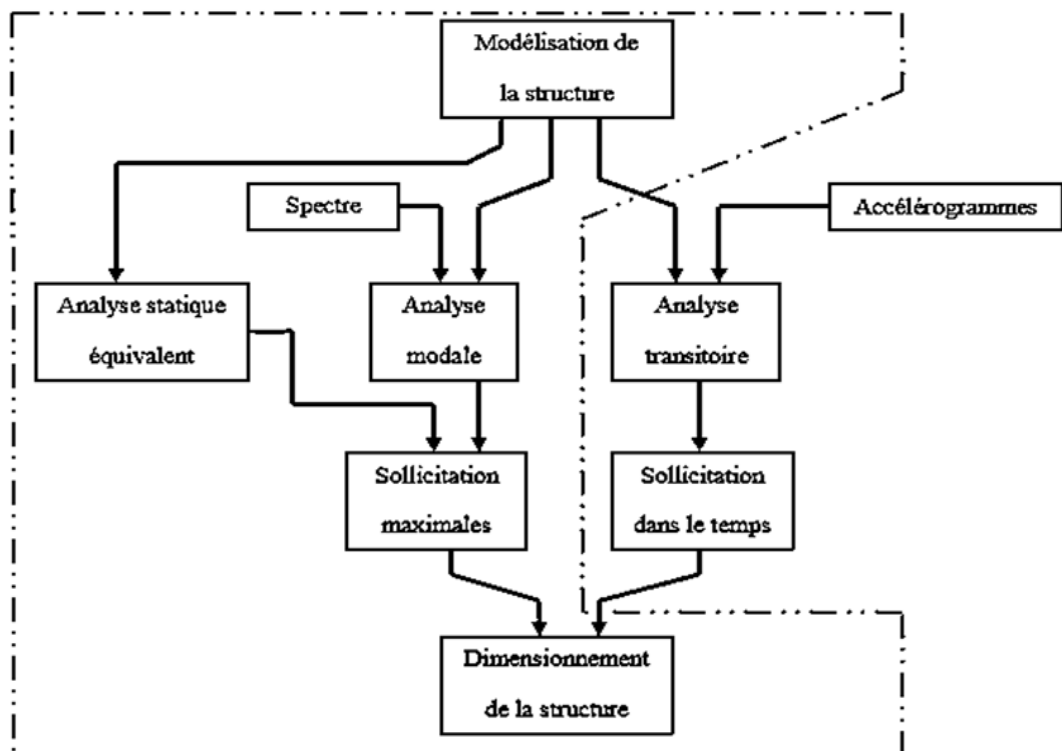 Modélisation de
la structure
Spectre
Accélérogrammes
Analyse statique
équivalent
Analyse
modale
Analyse
transitoire
Sollicitation
maximales
Sollicitation
dans le temps
Dimensionnement
de la structure